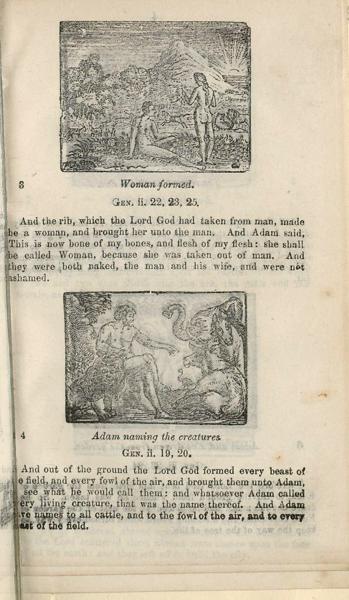 3
Woman formed.
GEN. ii. 22, 23, 25.
And the rib, which the Lord God had taken from man, made
he a woman, and brought her unto the man. And Adam said,
This is now bone of my bones, and flesh of my flesh: she shall
be called Woman, because she was taken out of man. And
they were both naked, the man and his wife, and were not
ashamed.
4
Adam naming the creatures
GEN. ii. 19, 20.
And out of the ground the Lord God formed every beast of
e field, and every fowl of the air, and brought them unto Adam,
see what he would call them: and whatsoever Adam called
ery living creature, that was the name thereof. And Adam
ve names to all cattle, and to the fowl of the air, and to every
east of the field.